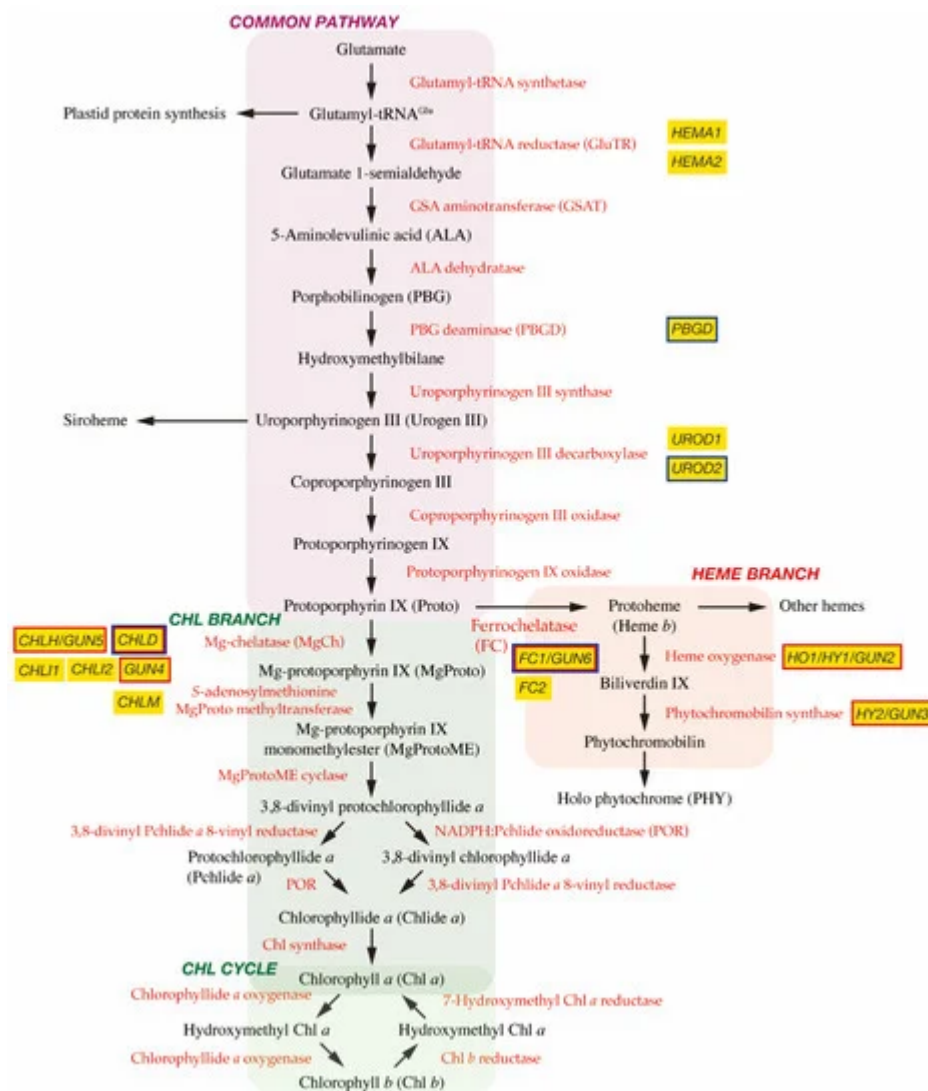 COMMON PATHWAY
Glutamate
Glutamyl-tRNA synthetase
Plastid protein synthesis
Glutamyl-tRNA^Glu
HEMA1
Glutamyl-tRNA reductase (GluTR)
HEMA2
Glutamate 1-semialdehyde
GSA aminotransferase (GSAT)
5-Aminolevulinic acid (ALA)
ALA dehydratase
Porphobilinogen (PBG)
PBG deaminase (PBGD)
PBGD
Hydroxymethylbilane
Uroporphyrinogen III synthase
Siroheme
Uroporphyrinogen III (Urogen III)
UROD1
Uroporphyrinogen III decarboxylase
UROD2
Coproporphyrinogen III
Coproporphyrinogen III oxidase
Protoporphyrinogen IX
Protoporphyrinogen IX oxidase
HEME BRANCH
Protoporphyrin IX (Proto)
Protoheme
(Heme b)
Other hemes
CHL BRANCH
Ferrochelatase
(FC)
CHLH/GUN5
CHLD
Mg-chelatase (MgCh)
FC1/GUN6
Heme oxygenase
HO1/HY1/GUN2
CHLI1
CHLI2
GUN4
Mg-protoporphyrin IX (MgProto)
FC2
Biliverdin IX
CHLM
S-adenosylmethionine
MgProto methyltransferase
Phytochromobilin synthase
HY2/GUN3
Mg-protoporphyrin IX
monomethylester (MgProtoME)
Phytochromobilin
MgProtoME cyclase
Holo phytochrome (PHY)
3,8-divinyl protochlorophyllide a
3,8-divinyl Pchlide a 8-vinyl reductase
NADPH:Pchlide oxidoreductase (POR)
Protochlorophyllide a
(Pchlide a)
3,8-divinyl chlorophyllide a
POR
3,8-divinyl Pchlide a 8-vinyl reductase
Chlorophyllide a (Chlide a)
Chl synthase
CHL CYCLE
Chlorophyll a (Chl a)
Chlorophyllide a oxygenase
7-Hydroxymethyl Chl a reductase
Hydroxymethyl Chl a
Hydroxymethyl Chl a
Chlorophyllide a oxygenase
Chl b reductase
Chlorophyll b (Chl b)